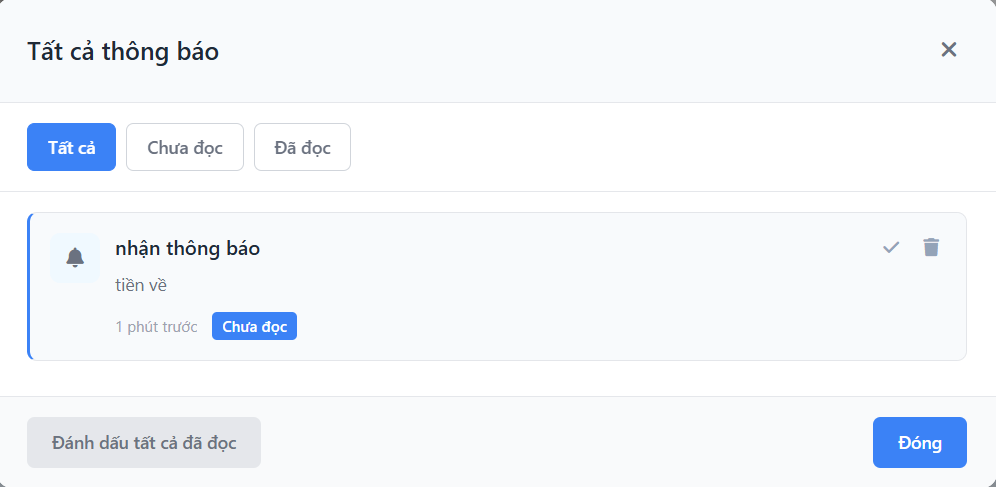 Tất cả thông báo
Tất cả
Chưa đọc
Đã đọc
nhận thông báo
tiền về
1 phút trước
Chưa đọc
Đánh dấu tất cả đã đọc
Đóng